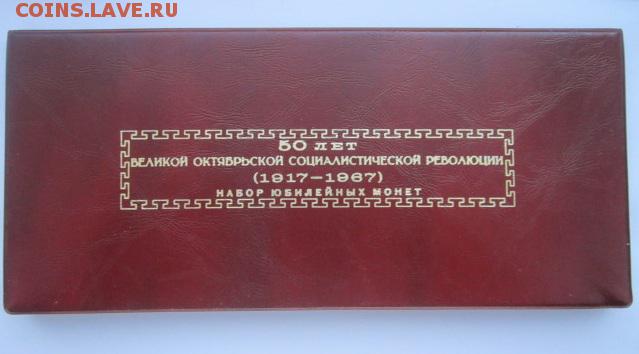 COINS.LAVE.RU
50 ЛЕТ
ВЕЛИКОЙ ОКТЯБРЬСКОЙ СОЦИАЛИСТИЧЕСКОЙ РЕВОЛЮЦИИ
(1917—1967)
НАБОР ЮБИЛЕЙНЫХ МОНЕТ